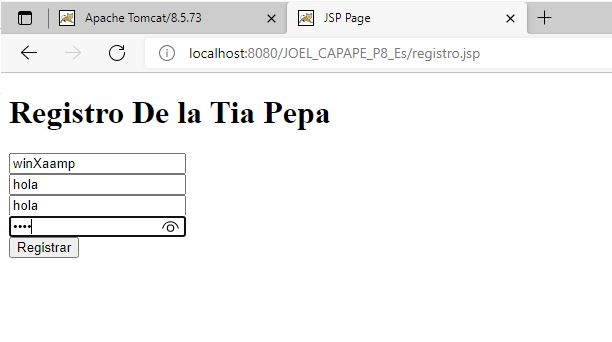 Apache Tomcat/8.5.73
JSP Page
localhost:8080/JOEL_CAPAPE_P8_Es/registro.jsp
Registro De la Tia Pepa
winXaamp
hola
hola
••••
Registrar